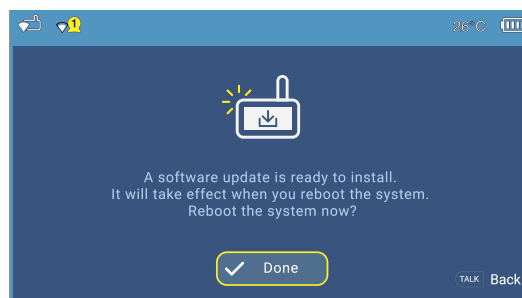 1
26°C
A software update is ready to install.
It will take effect when you reboot the system.
Reboot the system now?
Done
TALK Back